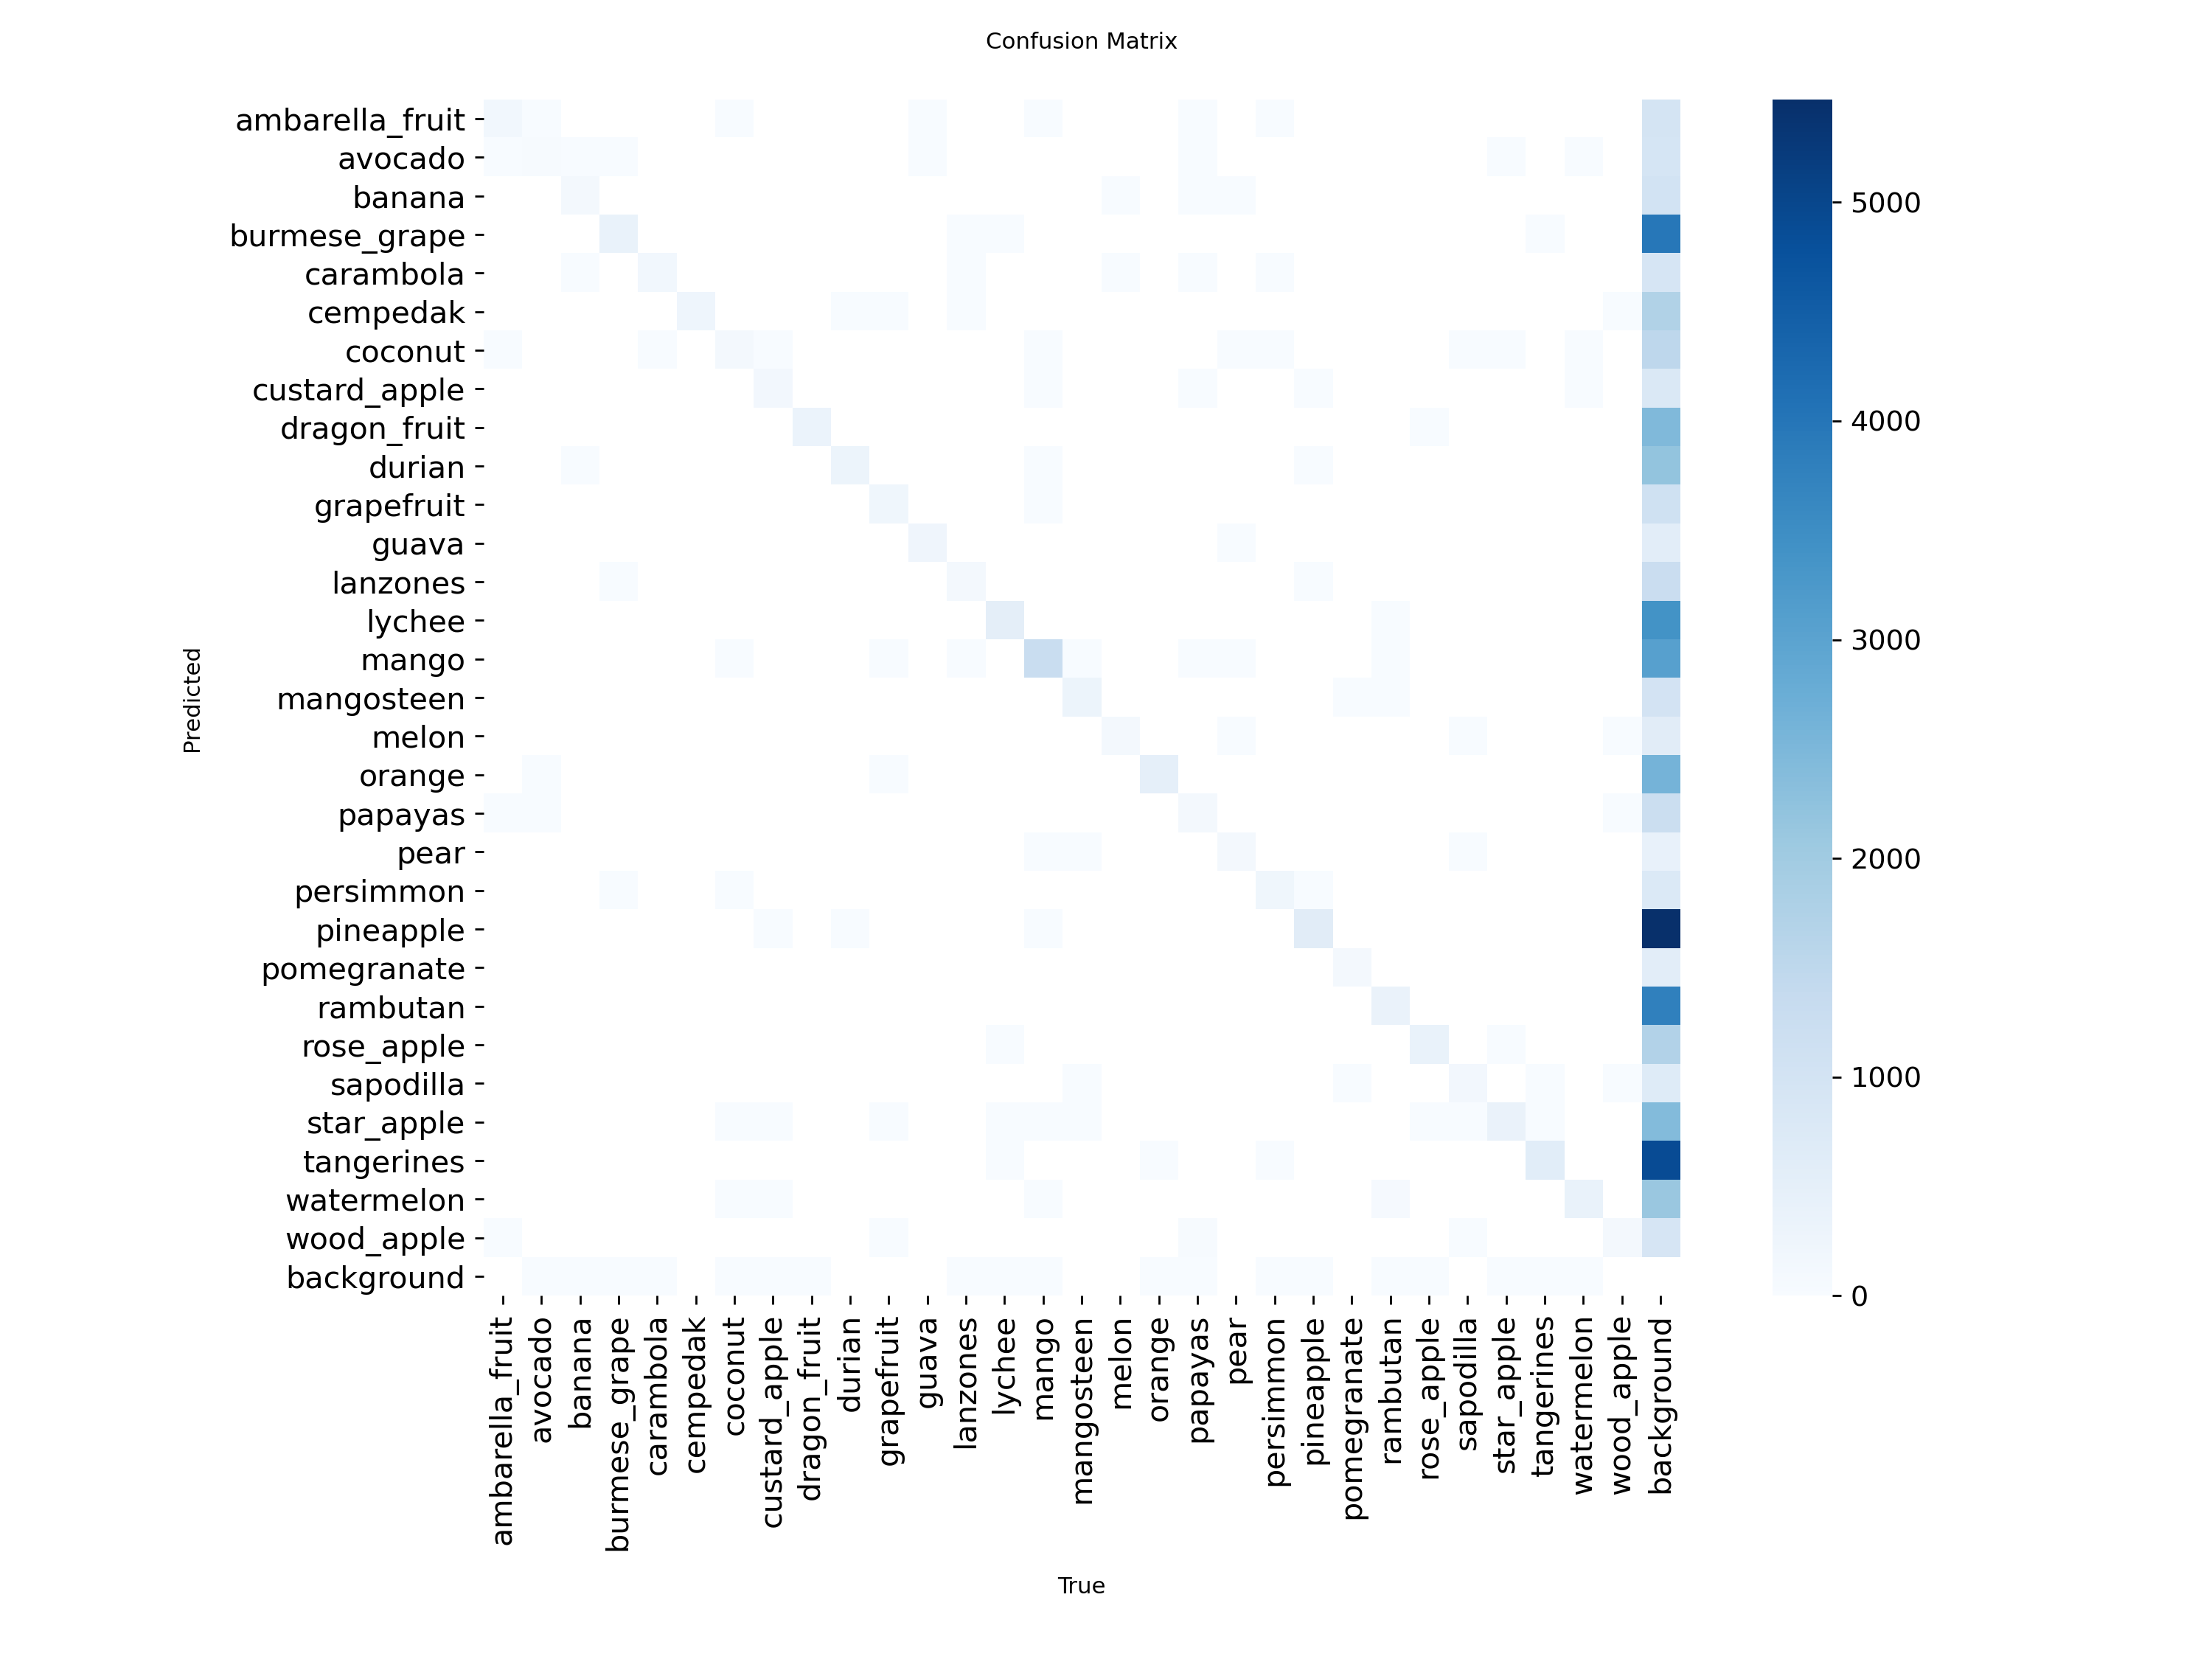 Confusion Matrix
ambarella_fruit
avocado
banana
burmese_grape
carambola
cempedak
coconut
custard_apple
dragon_fruit
durian
grapefruit
guava
lanzones
lychee
mango
mangosteen
melon
orange
papayas
pear
persimmon
pineapple
pomegranate
rambutan
rose_apple
sapodilla
star_apple
tangerines
watermelon
wood_apple
background
Predicted
ambarella_fruit
avocado
banana
burmese_grape
carambola
cempedak
coconut
custard_apple
dragon_fruit
durian
grapefruit
guava
lanzones
lychee
mango
mangosteen
melon
orange
papayas
pear
persimmon
pineapple
pomegranate
rambutan
rose_apple
sapodilla
star_apple
tangerines
watermelon
wood_apple
background
True
5000
4000
3000
2000
1000
0